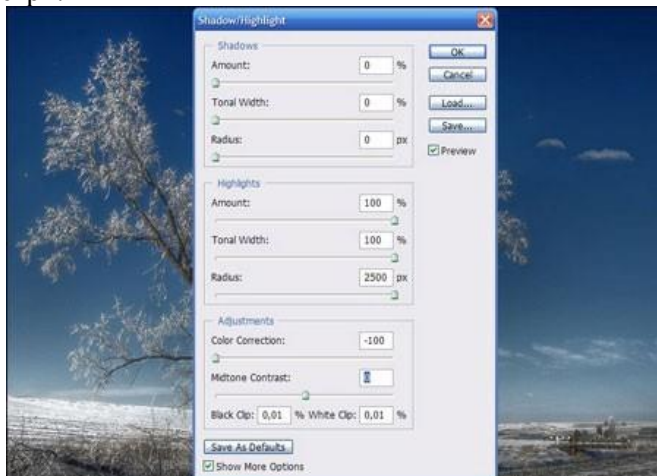 Shadow/Highlight
Shadows
Amount: 0 %
Tonal Width: 0 %
Radius: 0 px
OK
Cancel
Load...
Save...
Preview
Highlights
Amount: 100 %
Tonal Width: 100 %
Radius: 2500 px
Adjustments
Color Correction: -100
Midtone Contrast: 0
Black Clip: 0,01 % White Clip: 0,01 %
Save As Defaults
Show More Options